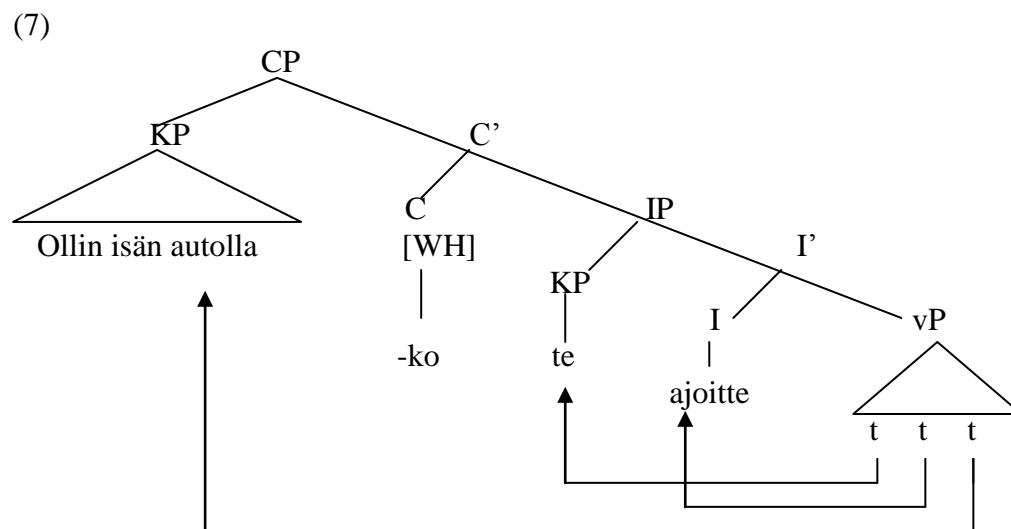 (7)
CP
KP C’
C IP
Ollin isän autolla [WH] I’
KP
I vP
-ko te
ajoitte
t t t